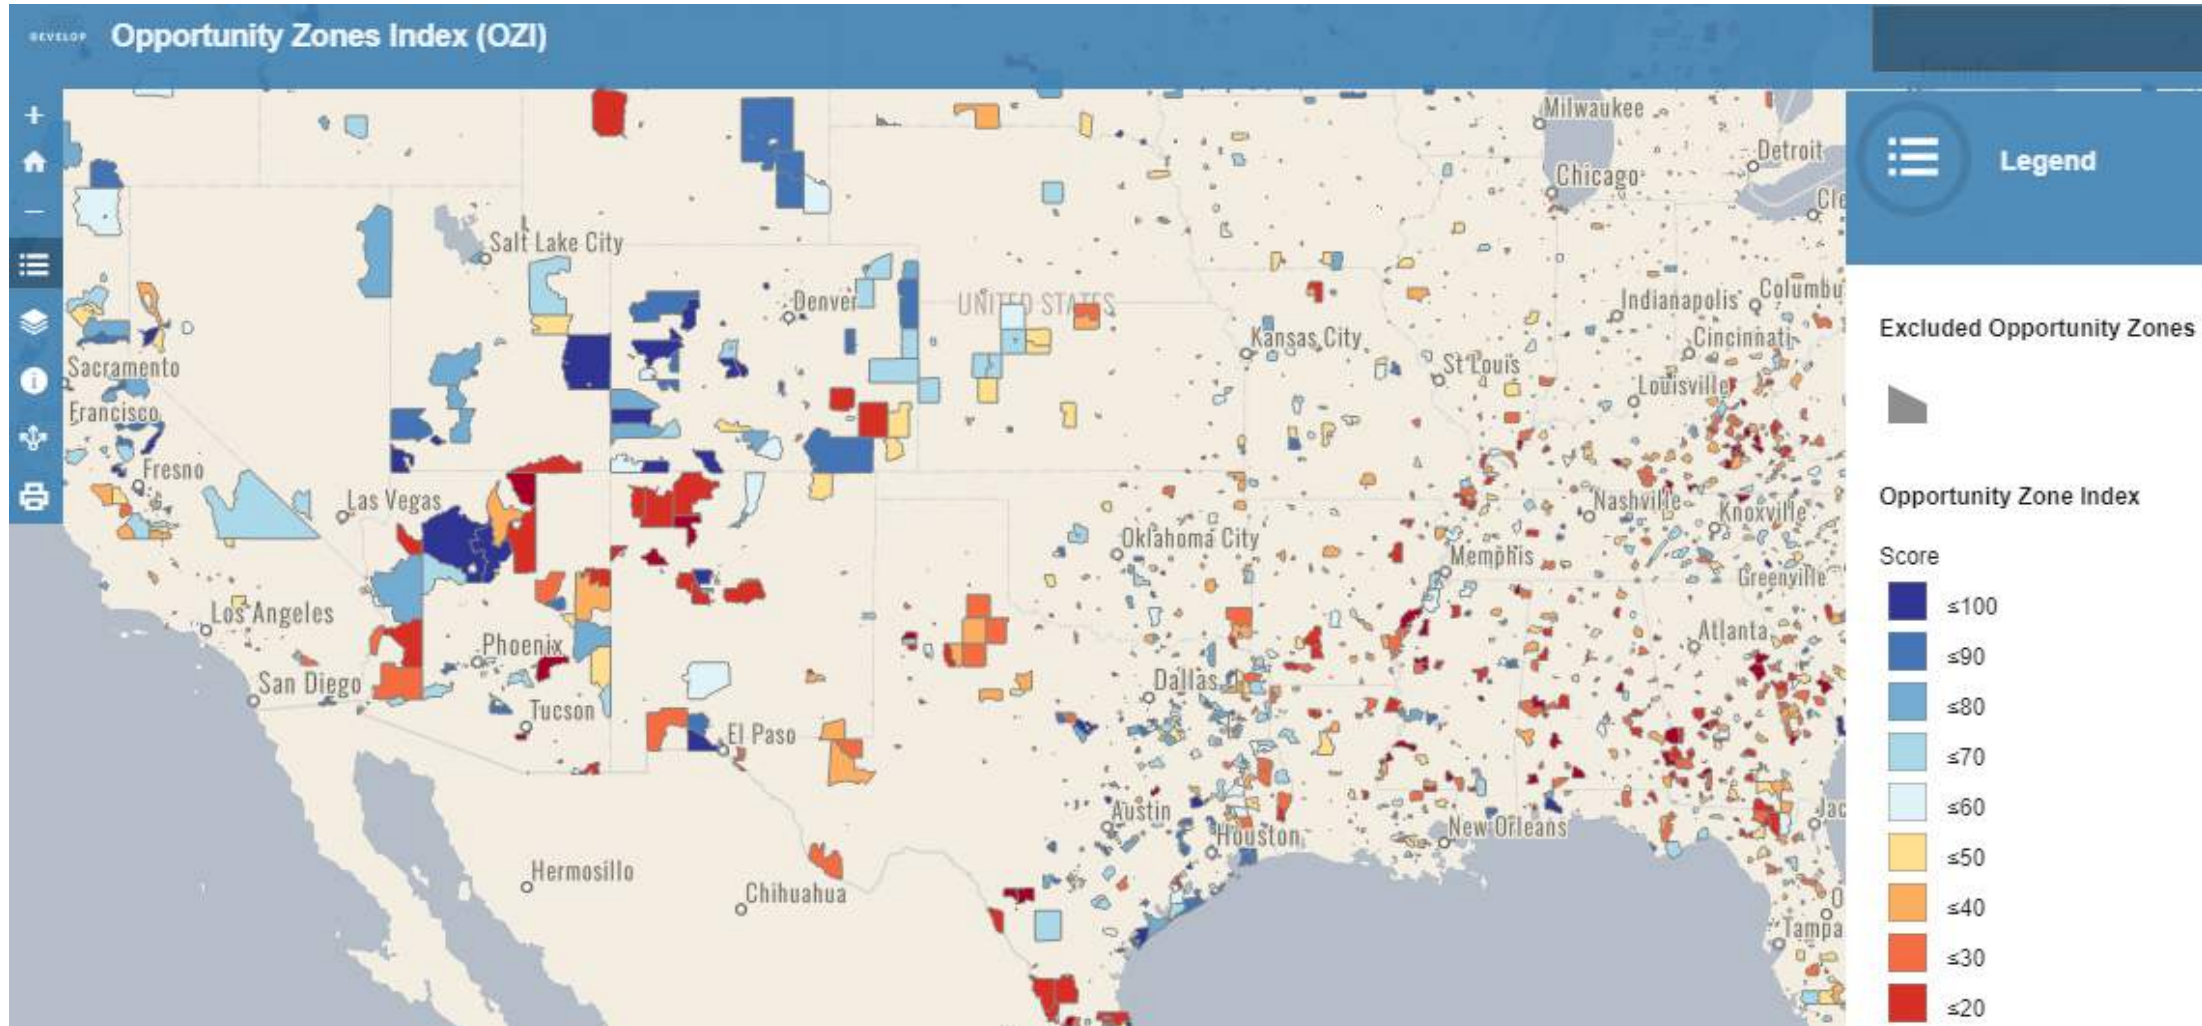 DEVELOP
Opportunity Zones Index (OZI)
Legend
Excluded Opportunity Zones
Opportunity Zone Index
Score
≤100
≤90
≤80
≤70
≤60
≤50
≤40
≤30
≤20
Milwaukee
Detroit
Chicago
Cle
Salt Lake City
Denver
UNITED STATES
Indianapolis
Columbu
Kansas City
Cincinnati
Sacramento
St Louis
Louisville
Francisco
Fresno
Las Vegas
Nashville
Knoxville
Oklahoma City
Memphis
Greenville
Los Angeles
Atlanta
Phoenix
San Diego
Dallas
Tucson
El Paso
Austin
Jac
New Orleans
Houston
Hermosillo
Chihuahua
O
Tampa